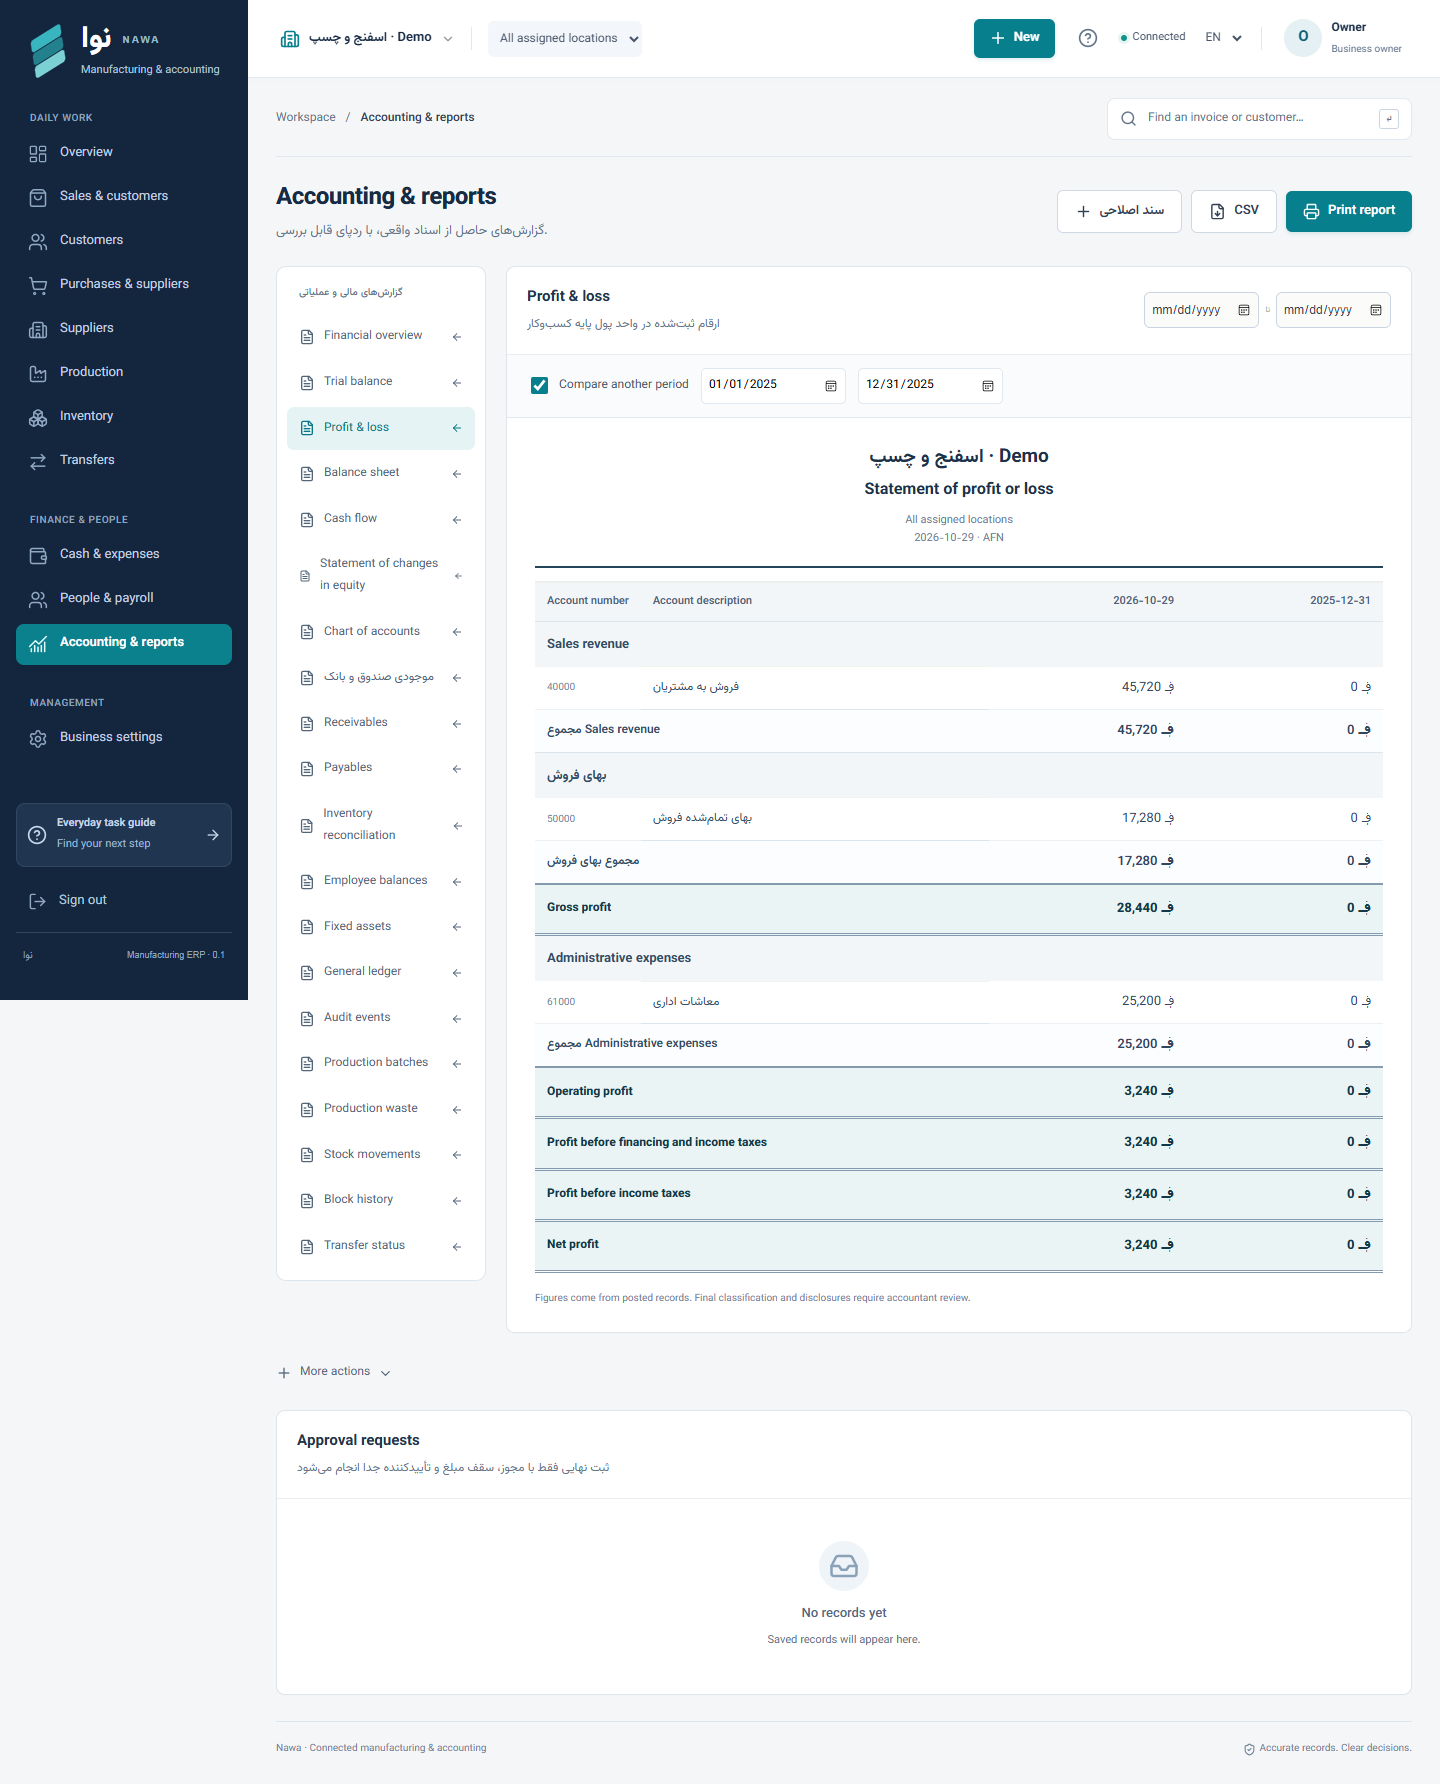 نوا NAWA
Manufacturing & accounting
DAILY WORK
Overview
Sales & customers
Customers
Purchases & suppliers
Suppliers
Production
Inventory
Transfers
FINANCE & PEOPLE
Cash & expenses
People & payroll
Accounting & reports
MANAGEMENT
Business settings
Everyday task guide
Find your next step
Sign out
نوا
Manufacturing ERP · 0.1
اسفنج و چسپ · Demo
All assigned locations
New
Connected
EN
O
Owner
Business owner
Workspace / Accounting & reports
Find an invoice or customer…
Accounting & reports
گزارش‌های حاصل از اسناد واقعی، با ردپای قابل بررسی.
سند اصلاحی
CSV
Print report
گزارش‌های مالی و عملیاتی
Financial overview
Trial balance
Profit & loss
Balance sheet
Cash flow
Statement of changes
in equity
Chart of accounts
موجودی صندوق و بانک
Receivables
Payables
Inventory
reconciliation
Employee balances
Fixed assets
General ledger
Audit events
Production batches
Production waste
Stock movements
Block history
Transfer status
Profit & loss
ارقام ثبت‌شده در واحد پول پایه کسب‌وکار
mm/dd/yyyy تا mm/dd/yyyy
Compare another period 01/01/2025 12/31/2025
اسفنج و چسپ · Demo
Statement of profit or loss
All assigned locations
2026-10-29 · AFN
Account number Account description 2026-10-29 2025-12-31
Sales revenue
40000 فروش به مشتریان 45,720 ؋ 0 ؋
مجموع Sales revenue 45,720 ؋ 0 ؋
بهای فروش
50000 بهای تمام‌شده فروش 17,280 ؋ 0 ؋
مجموع بهای فروش 17,280 ؋ 0 ؋
Gross profit 28,440 ؋ 0 ؋
Administrative expenses
61000 معاشات اداری 25,200 ؋ 0 ؋
مجموع Administrative expenses 25,200 ؋ 0 ؋
Operating profit 3,240 ؋ 0 ؋
Profit before financing and income taxes 3,240 ؋ 0 ؋
Profit before income taxes 3,240 ؋ 0 ؋
Net profit 3,240 ؋ 0 ؋
Figures come from posted records. Final classification and disclosures require accountant review.
More actions
Approval requests
ثبت نهایی فقط با مجوز، سقف مبلغ و تأییدکننده جدا انجام می‌شود
No records yet
Saved records will appear here.
Nawa · Connected manufacturing & accounting
Accurate records. Clear decisions.